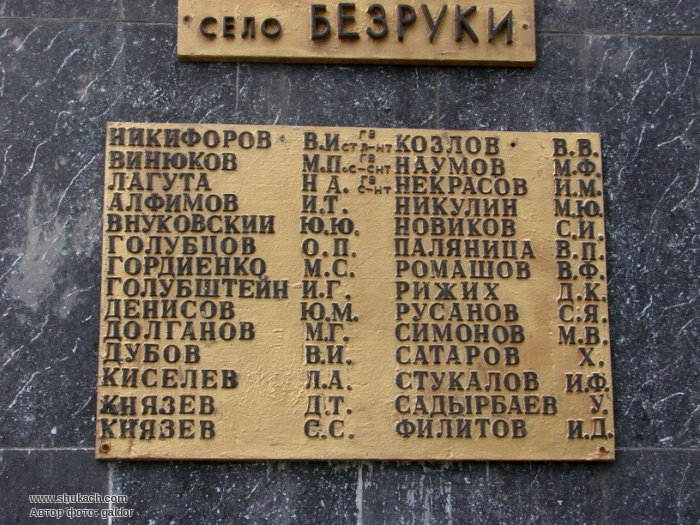 СЕЛО БЕЗРУКИ
НИКИФОРОВ В.И ГВ СТ Л-НТ
ВИНЮКОВ М.П. ГВ С-СНТ
ЛАГУТА Н А. ГВ С-НТ
АЛФИМОВ И.Т.
ВНУКОВСКИЙ Ю.Ю.
ГОЛУБЦОВ О.П.
ГОРДИЕНКО М.С.
ГОЛУБШТЕЙН И.Г.
ДЕНИСОВ Ю.М.
ДОЛГАНОВ М.Г.
ДУБОВ В.И.
КИСЕЛЕВ Л.А.
КНЯЗЕВ Д.Т.
КНЯЗЕВ С.С.
КОЗЛОВ В.В.
НАУМОВ М.Ф.
НЕКРАСОВ И.М.
НИКУЛИН М.Ю.
НОВИКОВ С.И.
ПАЛЯНИЦА В.П.
РОМАШОВ В.Ф.
РИЖИХ Д.К.
РУСАНОВ С.Я.
СИМОНОВ М.В.
САТАРОВ Х.
СТУКАЛОВ И.Ф.
САДЫРБАЕВ У.
ФИЛИТОВ И.Д.
www.shukach.com
Автор фото: galdor